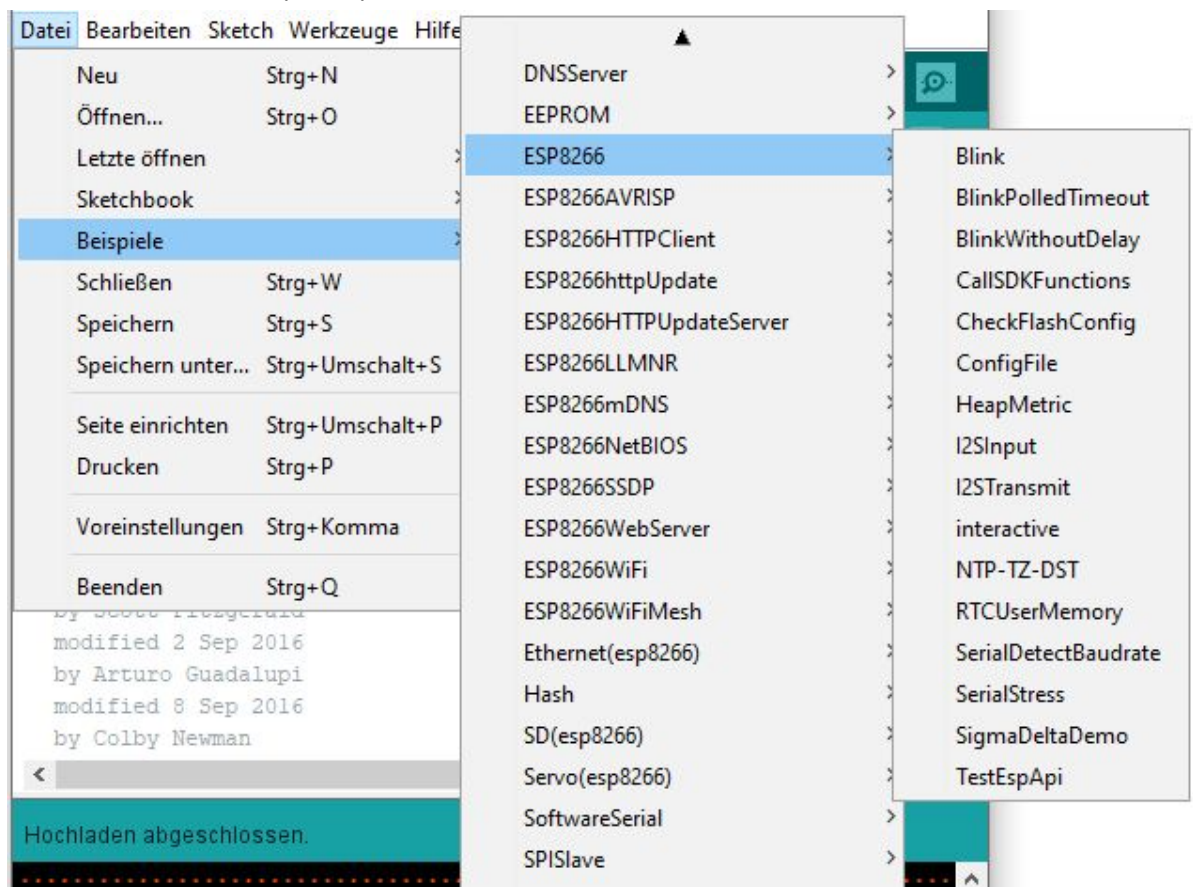 Datei Bearbeiten Sketch Werkzeuge Hilfe
Neu Strg+N
Öffnen... Strg+O
Letzte öffnen
Sketchbook
Beispiele
Schließen Strg+W
Speichern Strg+S
Speichern unter... Strg+Umschalt+S
Seite einrichten Strg+Umschalt+P
Drucken Strg+P
Voreinstellungen Strg+Komma
Beenden Strg+Q
DNSServer
EEPROM
ESP8266
ESP8266AVRISP
ESP8266HTTPClient
ESP8266httpUpdate
ESP8266HTTPUpdateServer
ESP8266LLMNR
ESP8266mDNS
ESP8266NetBIOS
ESP8266SSDP
ESP8266WebServer
ESP8266WiFi
ESP8266WiFiMesh
Ethernet(esp8266)
Hash
SD(esp8266)
Servo(esp8266)
SoftwareSerial
SPISlave
Blink
BlinkPolledTimeout
BlinkWithoutDelay
CallSDKFunctions
CheckFlashConfig
ConfigFile
HeapMetric
I2SInput
I2STransmit
interactive
NTP-TZ-DST
RTCUserMemory
SerialDetectBaudrate
SerialStress
SigmaDeltaDemo
TestEspApi
by Scott Fitzgerald
modified 2 Sep 2016
by Arturo Guadalupi
modified 8 Sep 2016
by Colby Newman
Hochladen abgeschlossen.